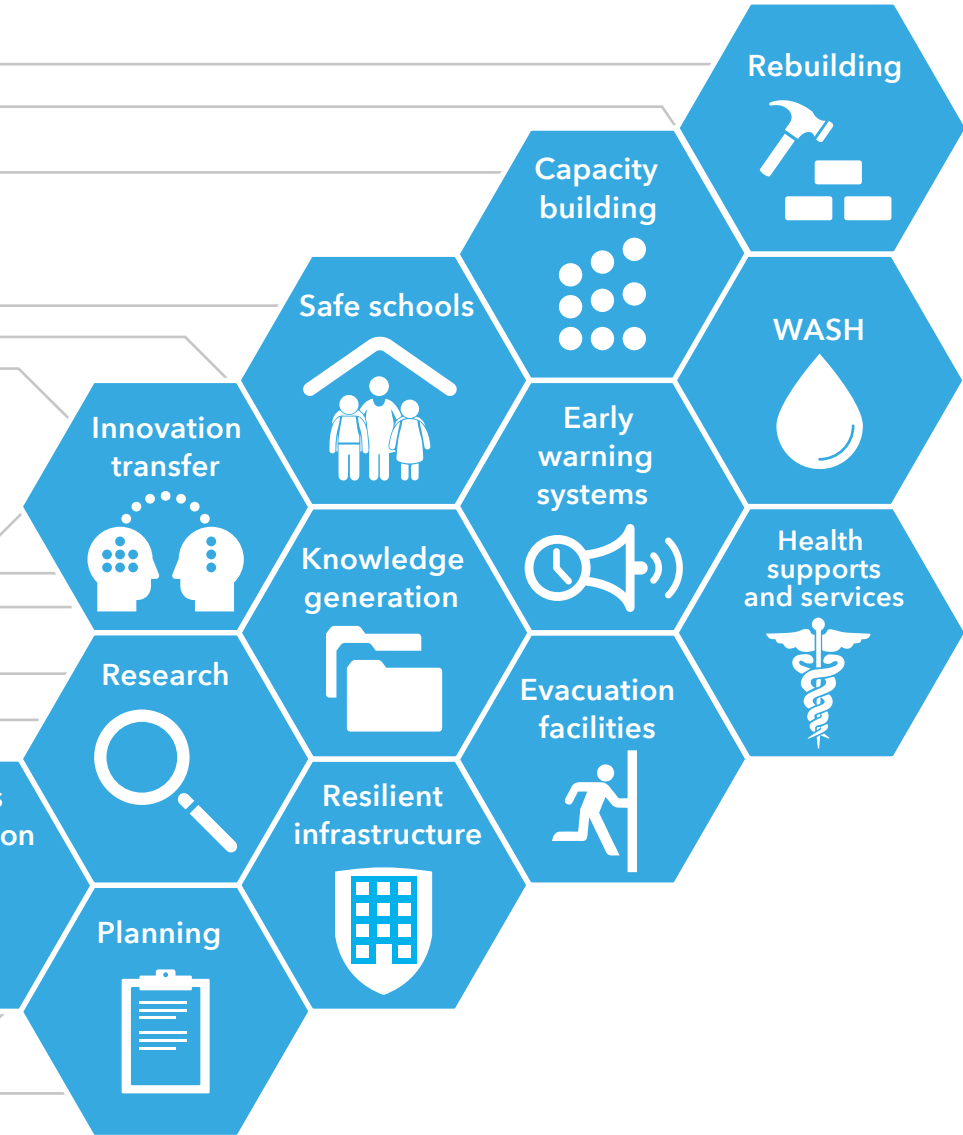 Rebuilding
Capacity
building
Safe schools
WASH
Innovation
transfer
Early
warning
systems
Knowledge
generation
Health
supports
and services
Research
Evacuation
facilities
Resilient
infrastructure
Planning